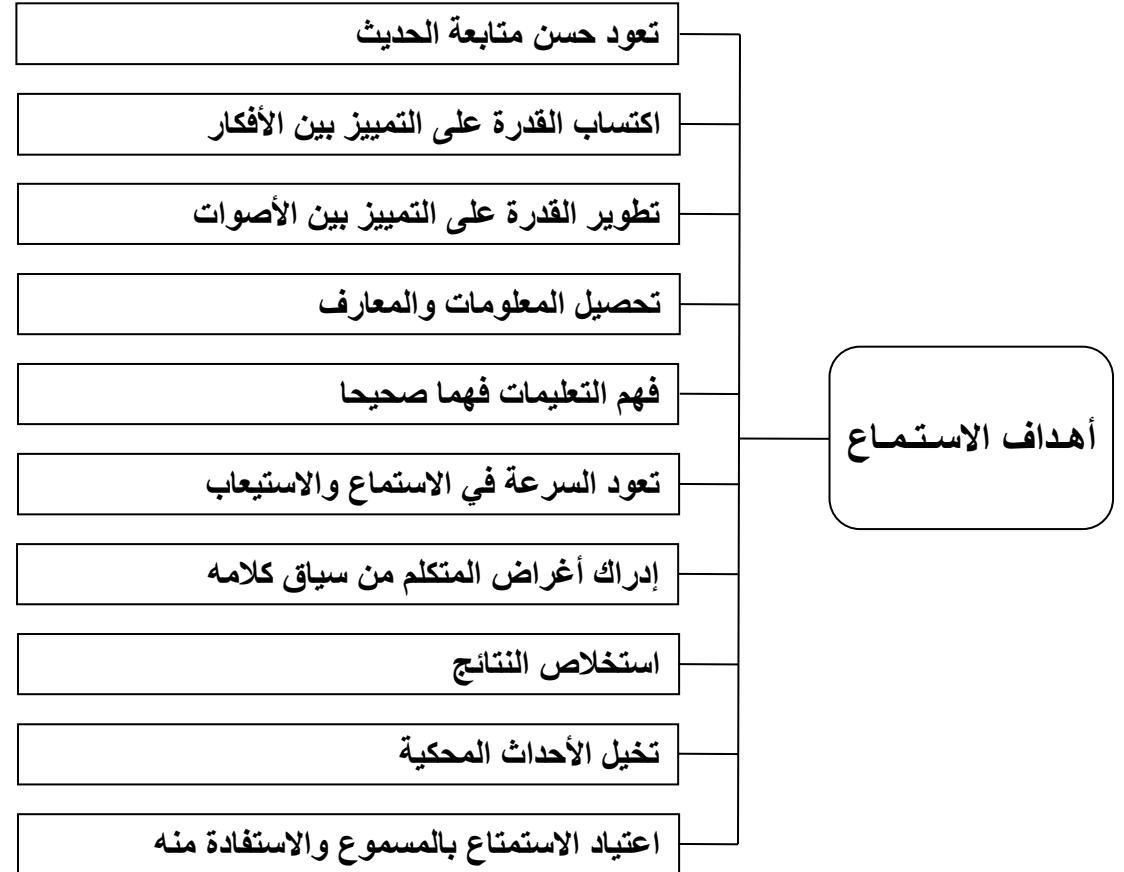 أهداف الاستماع
تعود حسن متابعة الحديث
اكتساب القدرة على التمييز بين الأفكار
تطوير القدرة على التمييز بين الأصوات
تحصيل المعلومات والمعارف
فهم التعليمات فهما صحيحا
تعود السرعة في الاستماع والاستيعاب
إدراك أغراض المتكلم من سياق كلامه
استخلاص النتائج
تخيل الأحداث المحكية
اعتياد الاستمتاع بالمسموع والاستفادة منه